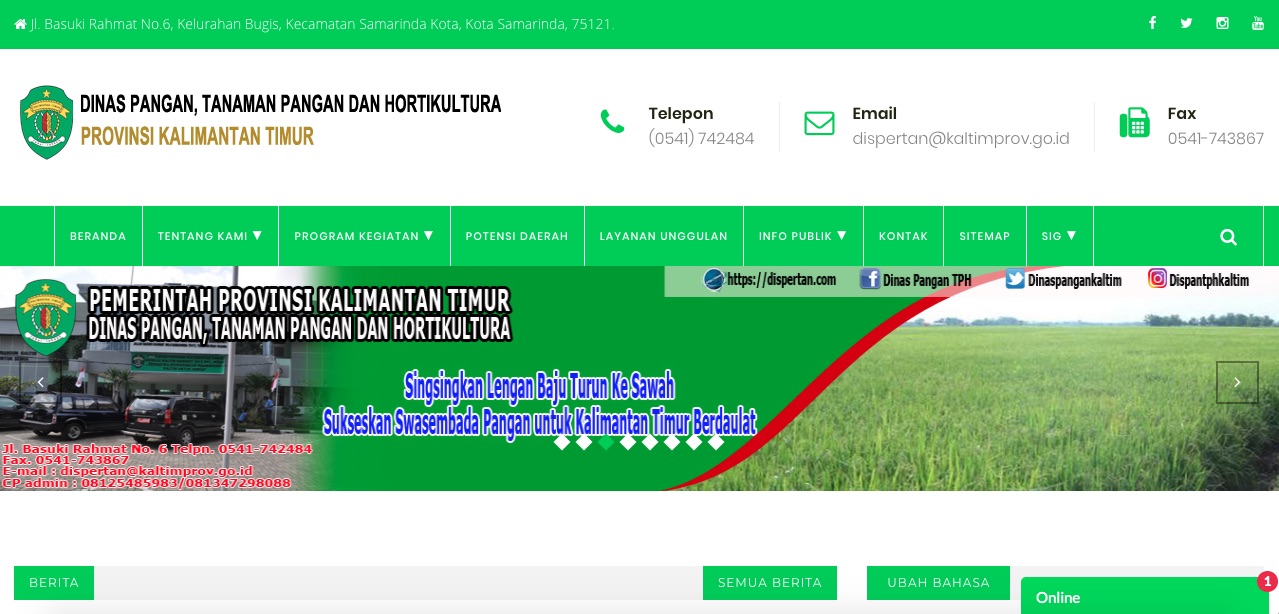 Jl. Basuki Rahmat No.6, Kelurahan Bugis, Kecamatan Samarinda Kota, Kota Samarinda, 75121.
DINAS PANGAN, TANAMAN PANGAN DAN HORTIKULTURA
PROVINSI KALIMANTAN TIMUR
Telepon
(0541) 742484
Email
dispertan@kaltimprov.go.id
Fax
0541-743867
BERANDA
TENTANG KAMI ▼
PROGRAM KEGIATAN ▼
POTENSI DAERAH
LAYANAN UNGGULAN
INFO PUBLIK ▼
KONTAK
SITEMAP
SIG ▼
https://dispertan.com
Dinas Pangan TPH
Dinaspangankaltim
Dispantphkaltim
PEMERINTAH PROVINSI KALIMANTAN TIMUR
DINAS PANGAN, TANAMAN PANGAN DAN HORTIKULTURA
Singsingkan Lengan Baju Turun Ke Sawah
Sukseskan Swasembada Pangan untuk Kalimantan Timur Berdaulat
Jl. Basuki Rahmat No. 6 Telpn. 0541-742484
Fax. 0541-743867
E-mail : dispertan@kaltimprov.go.id
CP admin : 08125485983/081347298088
BERITA
SEMUA BERITA
UBAH BAHASA
Online
1